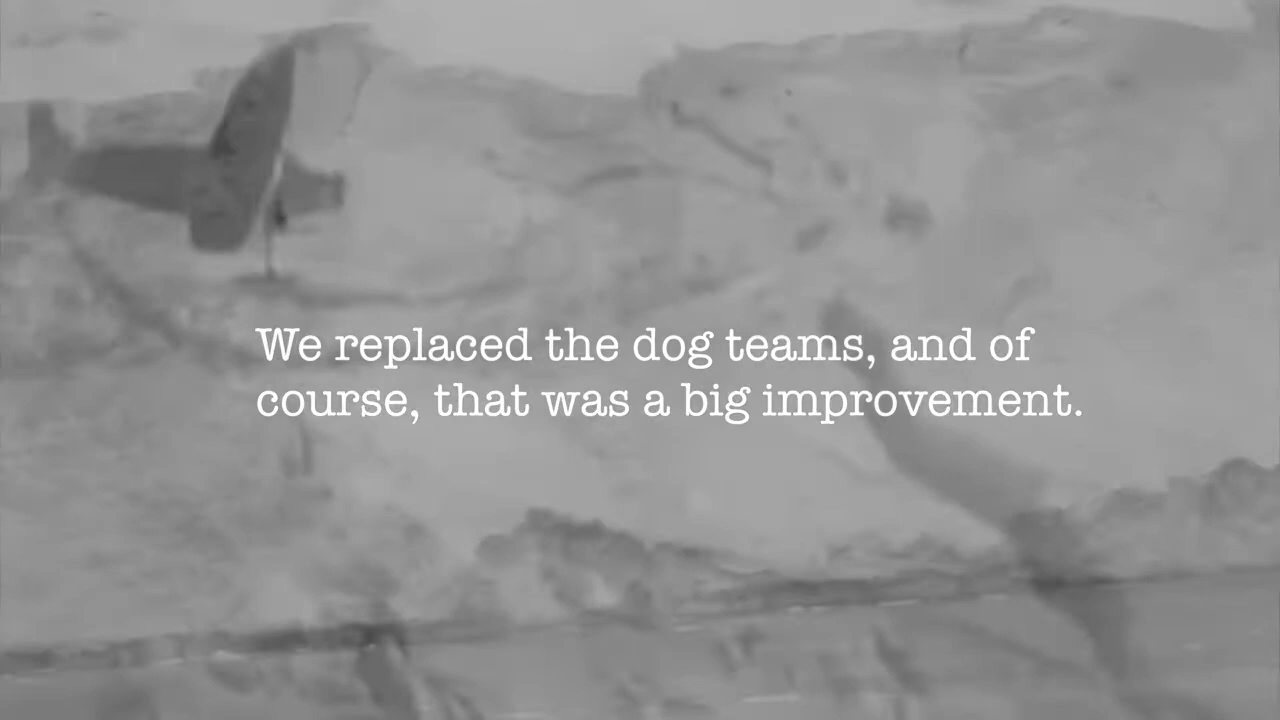 We replaced the dog teams, and of
course, that was a big improvement.